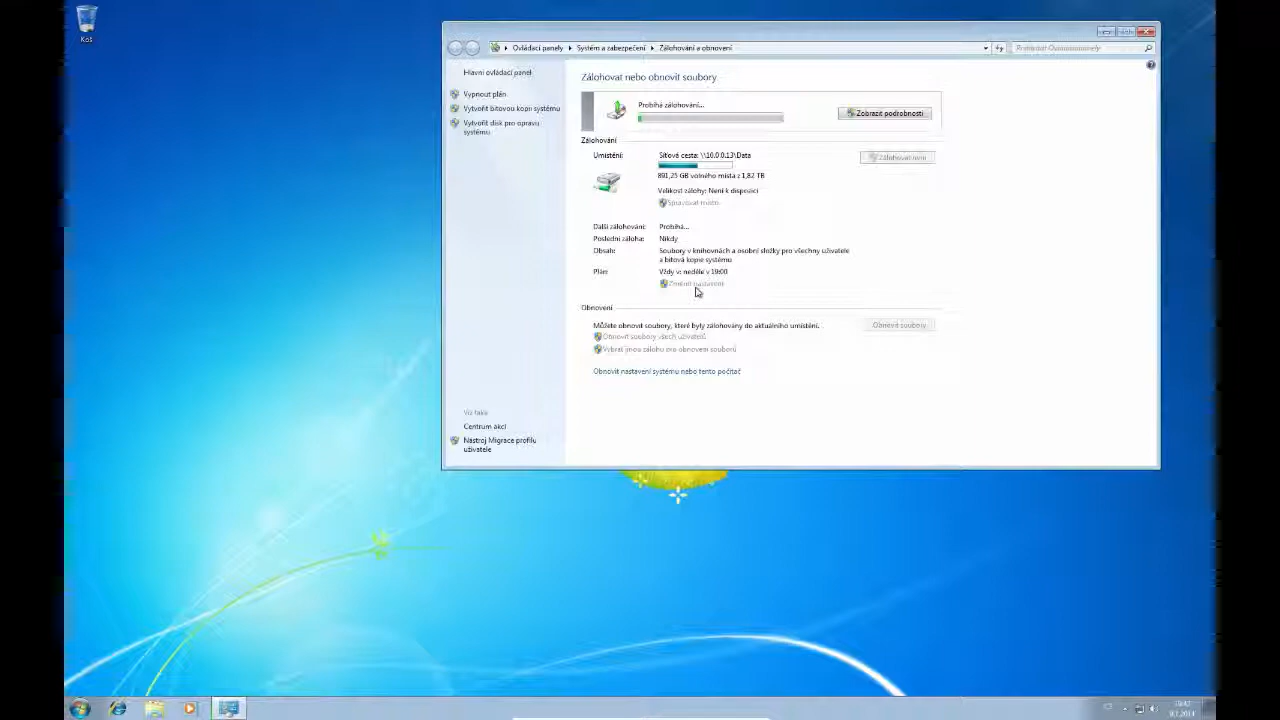 Koš
Ovládací panely
Systém a zabezpečení
Zálohování a obnovení
Hlavní ovládací panel
Vypnout plán
Vytvořit bitovou kopii systému
Vytvořit disk pro opravu
systému
Viz také
Centrum akcí
Nástroj Migrace profilu
uživatele
Zálohovat nebo obnovit soubory
Probíhá zálohování...
Zobrazit podrobnosti
Zálohování
Umístění:
Síťová cesta: \\10.0.0.13\Data
Zálohovat nyní
891,25 GB volného místa z 1,82 TB
Velikost zálohy: Není k dispozici
Spravovat místo
Další zálohování:
Probíhá...
Poslední záloha:
Nikdy
Obsah:
Soubory v knihovnách a osobní složky pro všechny uživatele
a bitová kopie systému
Plán:
Vždy v: neděle v 19:00
Změnit nastavení
Obnovení
Můžete obnovit soubory, které byly zálohovány do aktuálního umístění.
Obnovit soubory
Obnovit soubory všech uživatelů
Vybrat jinou zálohu pro obnovení souborů
Obnovit nastavení systému nebo tento počítač